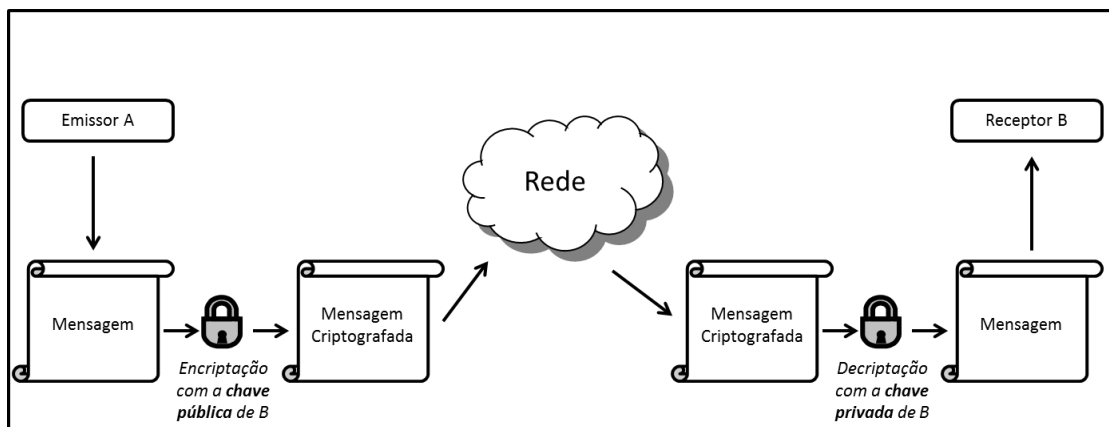 Emissor A
Receptor B
Rede
Mensagem
Mensagem
Criptografada
Mensagem
Criptografada
Mensagem
Encriptação
com a chave
pública de B
Decriptação
com a chave
privada de B